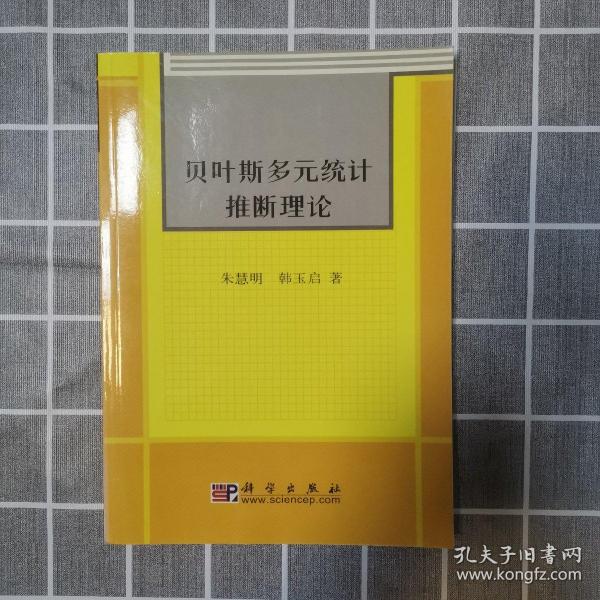 贝叶斯多元统计
推断理论
朱慧明 韩玉启 著
科学出版社
www.sciencep.com
孔夫子旧書网
www.kongfz.com